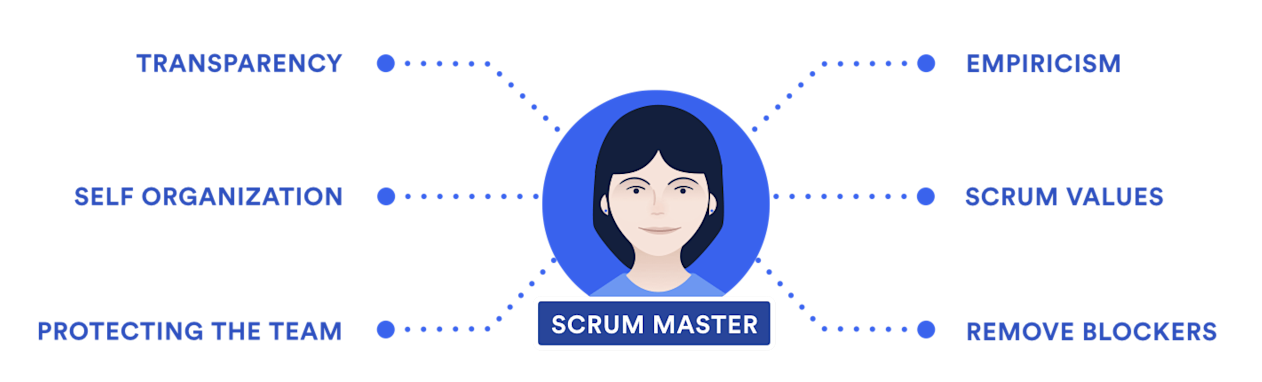 TRANSPARENCY
EMPIRICISM
SELF ORGANIZATION
SCRUM VALUES
PROTECTING THE TEAM
SCRUM MASTER
REMOVE BLOCKERS